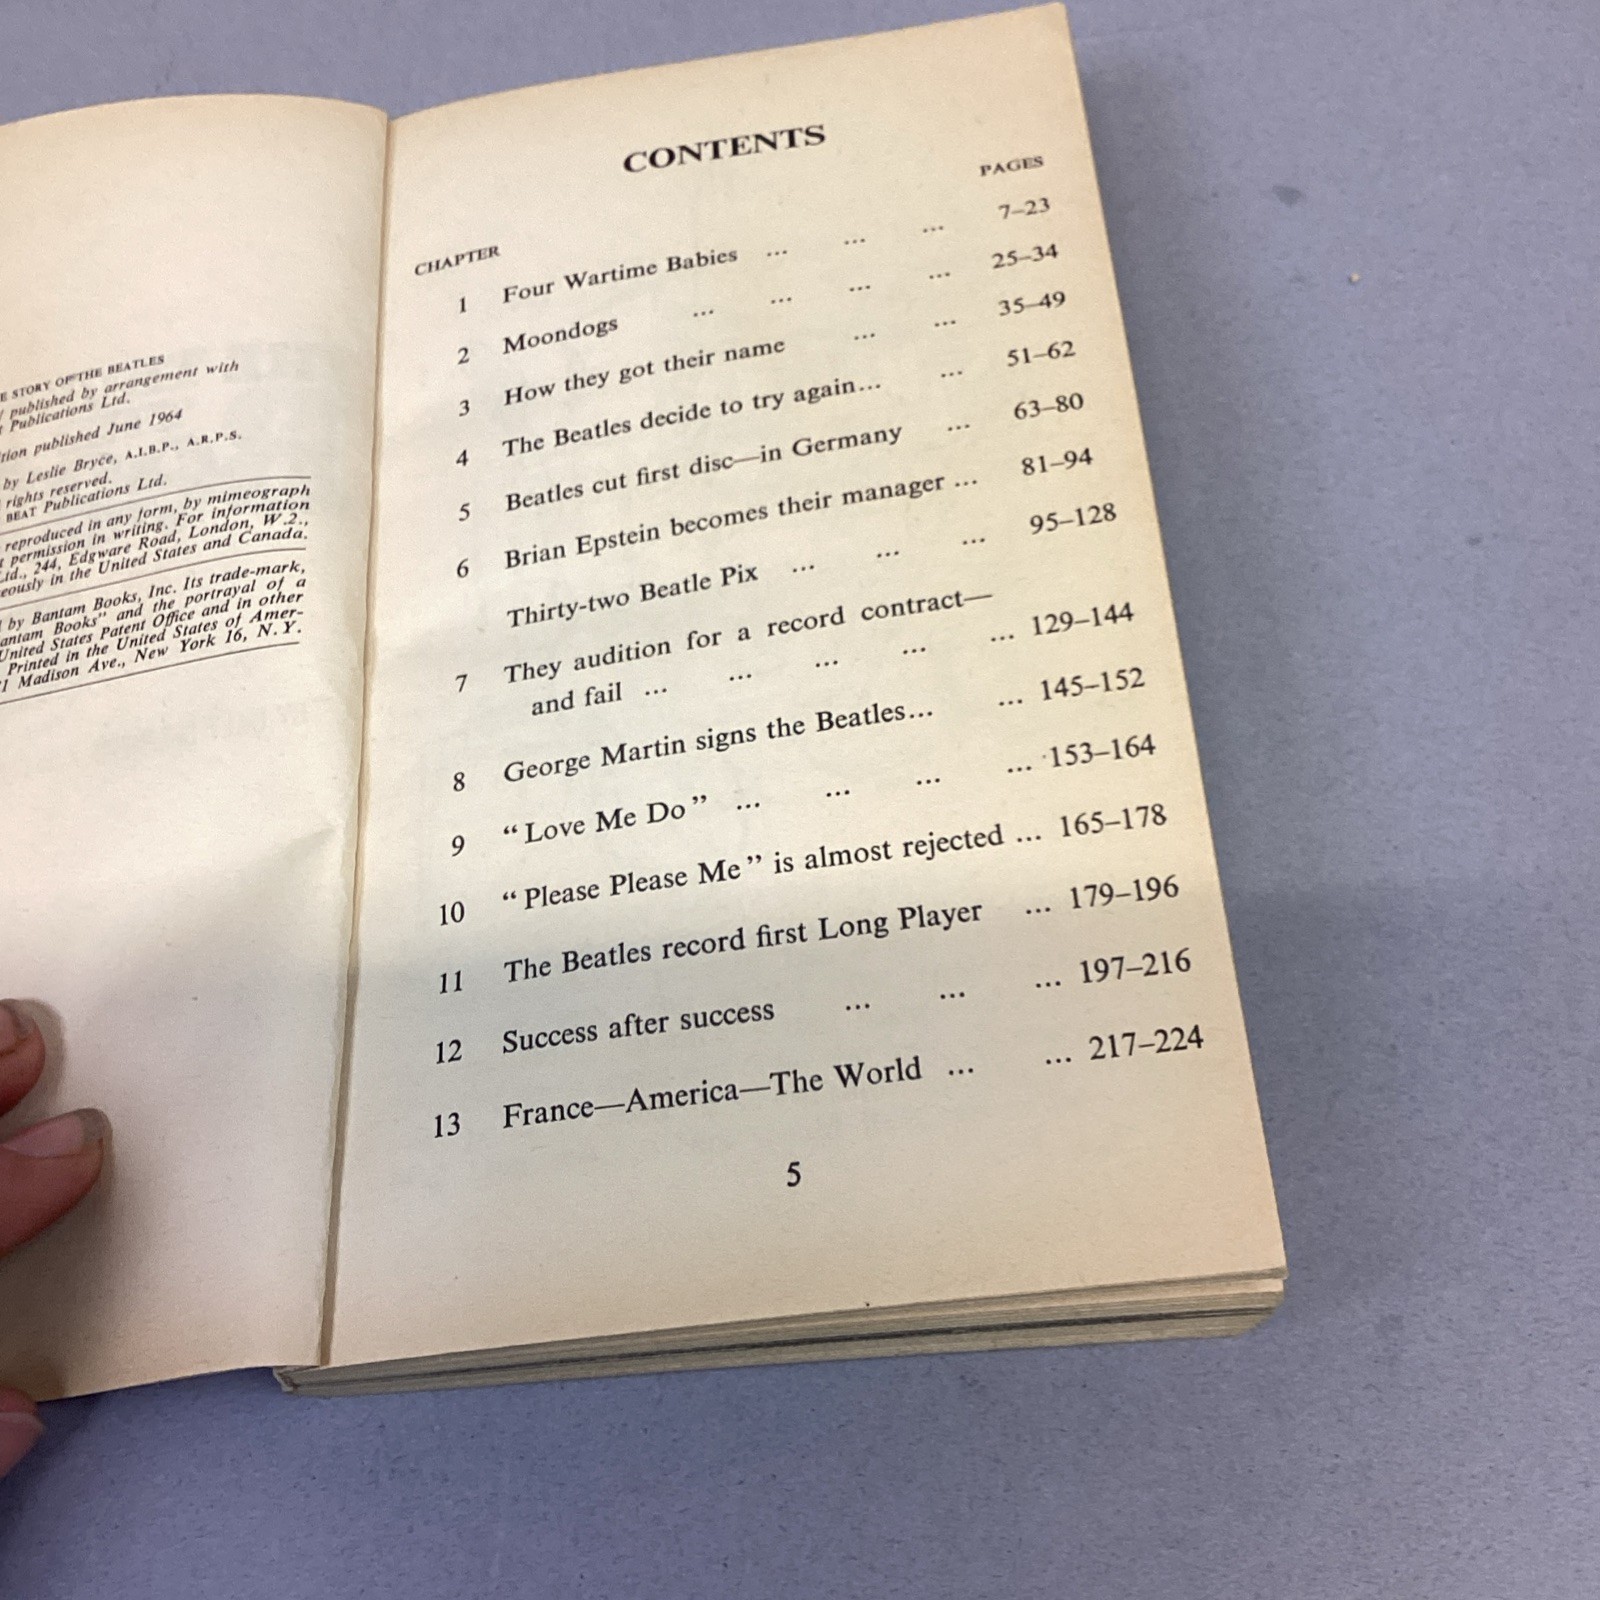 E STORY OF THE BEATLES
published by arrangement with
Publications Ltd.
tion published June 1964
by Leslie Bryce, A.I.B.P., A.R.P.S.
rights reserved.
BEAT Publications Ltd.
reproduced in any form, by mimeograph
permission in writing. For information
Ltd., 244, Edgware Road, London, W.2.,
eously in the United States and Canada.
by Bantam Books, Inc. Its trade-mark,
antam Books" and the portrayal of a
United States Patent Office and in other
Printed in the United States of Amer-
1 Madison Ave., New York 16, N.Y.
CONTENTS
CHAPTER PAGES
1 Four Wartime Babies ... ... ... 7–23
2 Moondogs ... ... ... ... 25–34
3 How they got their name ... ... 35–49
4 The Beatles decide to try again... ... 51–62
5 Beatles cut first disc—in Germany ... 63–80
6 Brian Epstein becomes their manager ... 81–94
Thirty-two Beatle Pix ... ... ... 95–128
7 They audition for a record contract—
and fail ... ... ... ... ... 129–144
8 George Martin signs the Beatles... ... 145–152
9 “Love Me Do” ... ... ... ... 153–164
10 “Please Please Me” is almost rejected ... 165–178
11 The Beatles record first Long Player ... 179–196
12 Success after success ... ... ... 197–216
13 France—America—The World ... ... 217–224
5